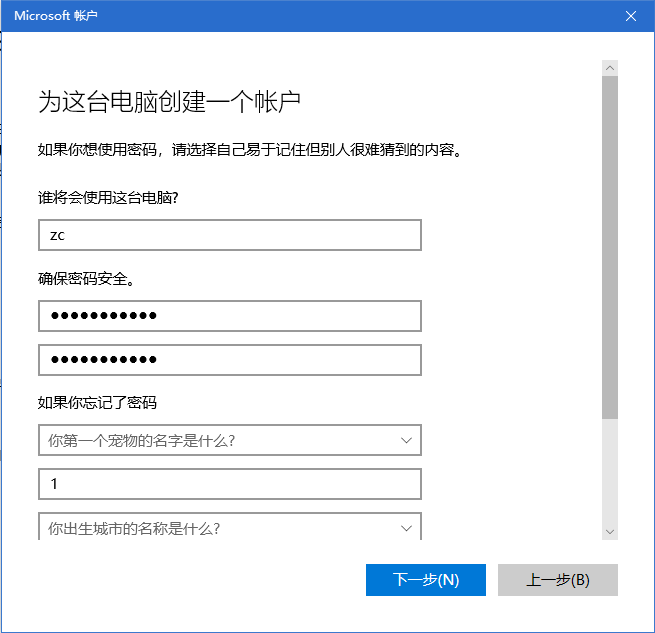 Microsoft 帐户
为这台电脑创建一个帐户
如果你想使用密码，请选择自己易于记住但别人很难猜到的内容。
谁将会使用这台电脑?
zc
确保密码安全。
●●●●●●●●●●●
●●●●●●●●●●●
如果你忘记了密码
你第一个宠物的名字是什么?
1
你出生城市的名称是什么?
下一步(N)
上一步(B)